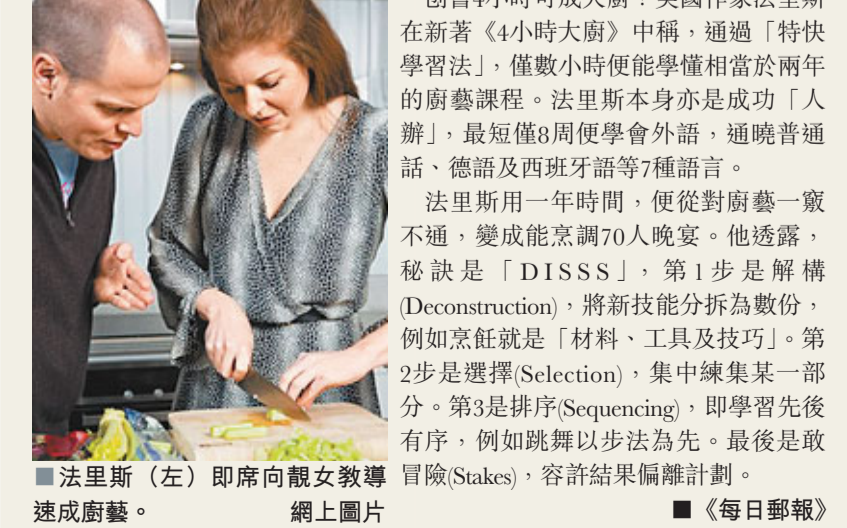 4小時可成大廚？美國作家法里斯
在新著《4小時大廚》中稱，通過「特快
學習法」，僅數小時便能學懂相當於兩年
的廚藝課程。法里斯本身亦是成功「人
辦」，最短僅8周便學會外語，通曉普通
話、德語及西班牙語等7種語言。
法里斯用一年時間，便從對廚藝一竅
不通，變成能烹調70人晚宴。他透露，
秘訣是「DISSS」，第1步是解構
(Deconstruction)，將新技能分拆為數份，
例如烹飪就是「材料、工具及技巧」。第
2步是選擇(Selection)，集中練集某一部
分。第3是排序(Sequencing)，即學習先後
有序，例如跳舞以步法為先。最後是敢
冒險(Stakes)，容許結果偏離計劃。
■《每日郵報》
■法里斯（左）即席向靚女教導
速成廚藝。 網上圖片